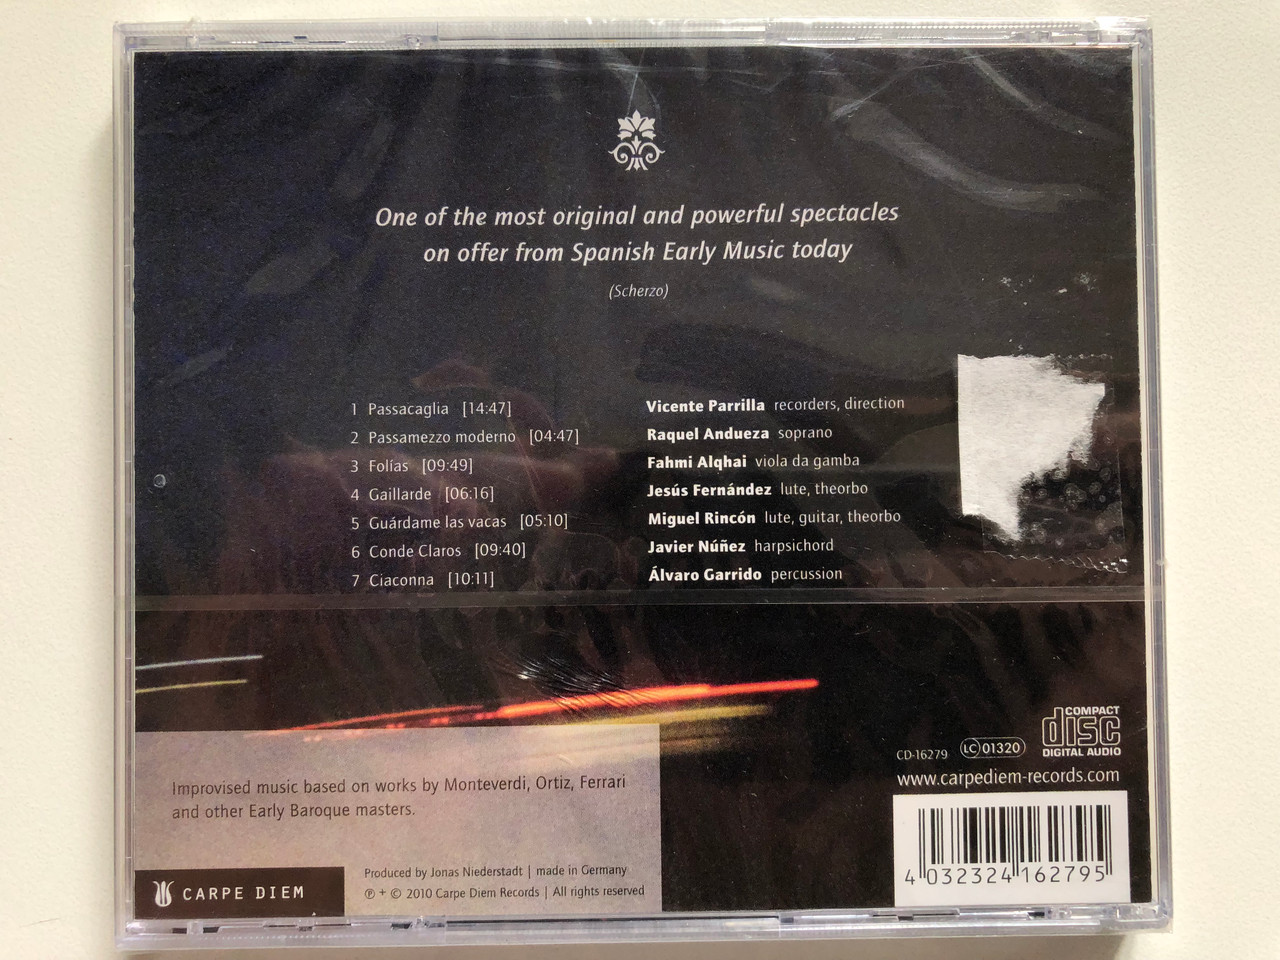 One of the most original and powerful spectacles
on offer from Spanish Early Music today
(Scherzo)
1 Passacaglia [14:47]
2 Passamezzo moderno [04:47]
3 Folías [09:49]
4 Gaillarde [06:16]
5 Guárdame las vacas [05:10]
6 Conde Claros [09:40]
7 Ciaconna [10:11]
Vicente Parrilla recorders, direction
Raquel Andueza soprano
Fahmi Alqhai viola da gamba
Jesús Fernández lute, theorbo
Miguel Rincón lute, guitar, theorbo
Javier Núñez harpsichord
Álvaro Garrido percussion
Improvised music based on works by Monteverdi, Ortiz, Ferrari
and other Early Baroque masters.
CARPE DIEM
Produced by Jonas Niederstadt | made in Germany
℗ + © 2010 Carpe Diem Records | All rights reserved
COMPACT
disc
DIGITAL AUDIO
CD-16279 LC 01320
www.carpediem-records.com
4 032324 162795